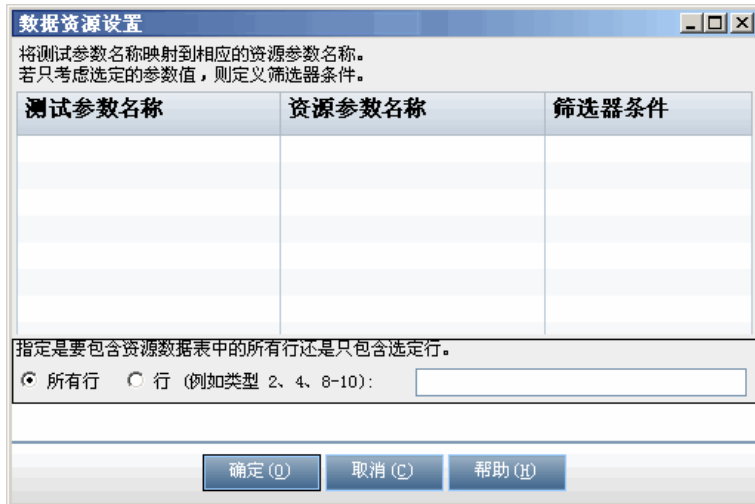 数据资源设置
将测试参数名称映射到相应的资源参数名称。
若只考虑选定的参数值，则定义筛选器条件。
测试参数名称 资源参数名称 筛选器条件
指定是要包含资源数据表中的所有行还是只包含选定行。
所有行 行 (例如类型 2、4、8-10):
确定(O) 取消(C) 帮助(H)